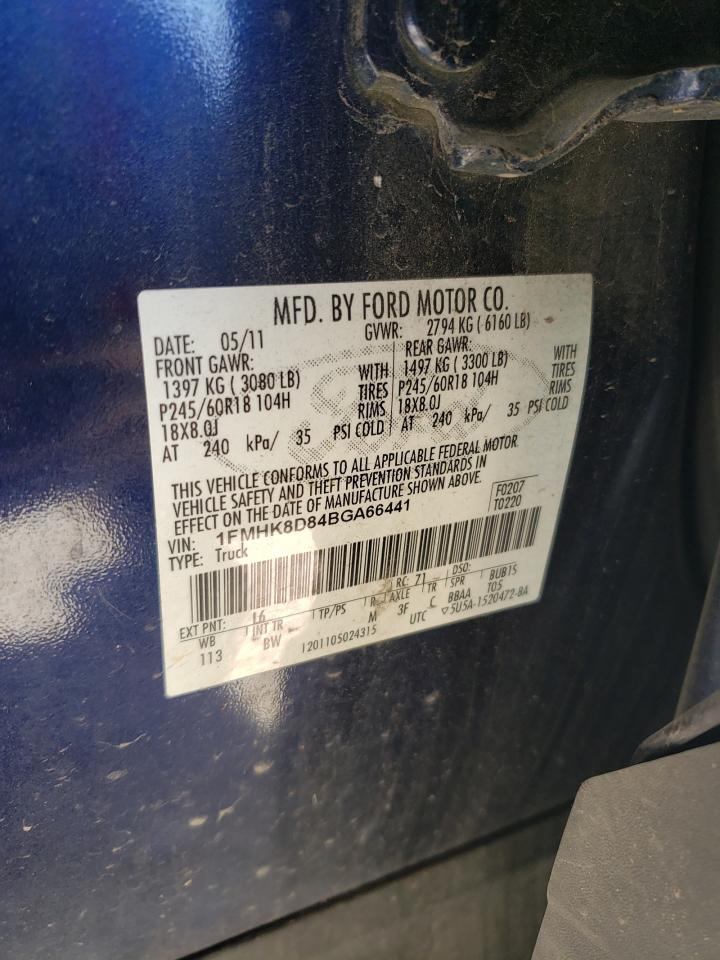 MFD. BY FORD MOTOR CO.
DATE: 05/11 GVWR: 2794 KG ( 6160 LB)
FRONT GAWR: REAR GAWR:
1397 KG ( 3080 LB) WITH 1497 KG ( 3300 LB) WITH
P245/60R18 104H TIRES P245/60R18 104H TIRES
18X8.0J RIMS 18X8.0J RIMS
AT 240 kPa/ 35 PSI COLD AT 240 kPa/ 35 PSI COLD
THIS VEHICLE CONFORMS TO ALL APPLICABLE FEDERAL MOTOR
VEHICLE SAFETY AND THEFT PREVENTION STANDARDS IN
EFFECT ON THE DATE OF MANUFACTURE SHOWN ABOVE.
VIN: 1FMHK8D84BGA66441 F0207
TYPE: Truck T0220
EXT PNT: L6 RC: 71 DSO:
WB INT TR TP/PS R AXLE TR SPR BUB1S
113 BW M 3F C BBAA T05
1201105024315 UTC ▽5U5A-1520472-BA